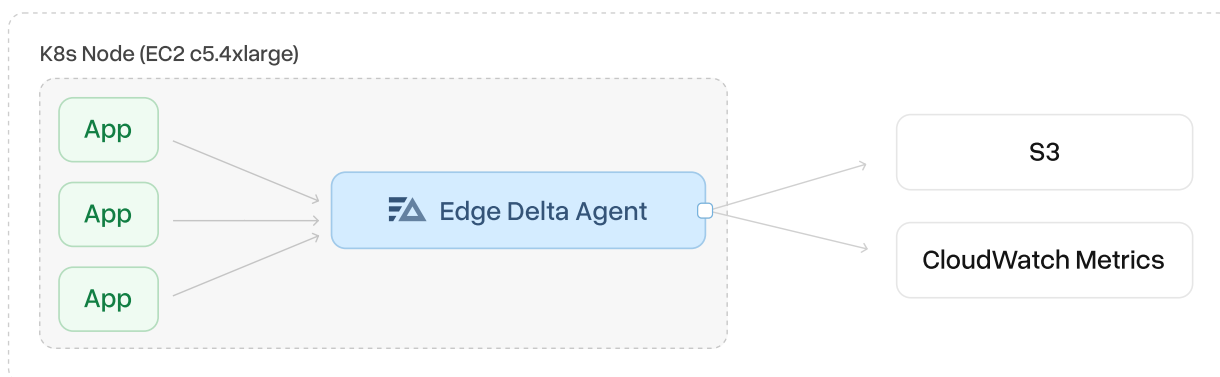 K8s Node (EC2 c5.4xlarge)
App
App
App
Edge Delta Agent
S3
CloudWatch Metrics